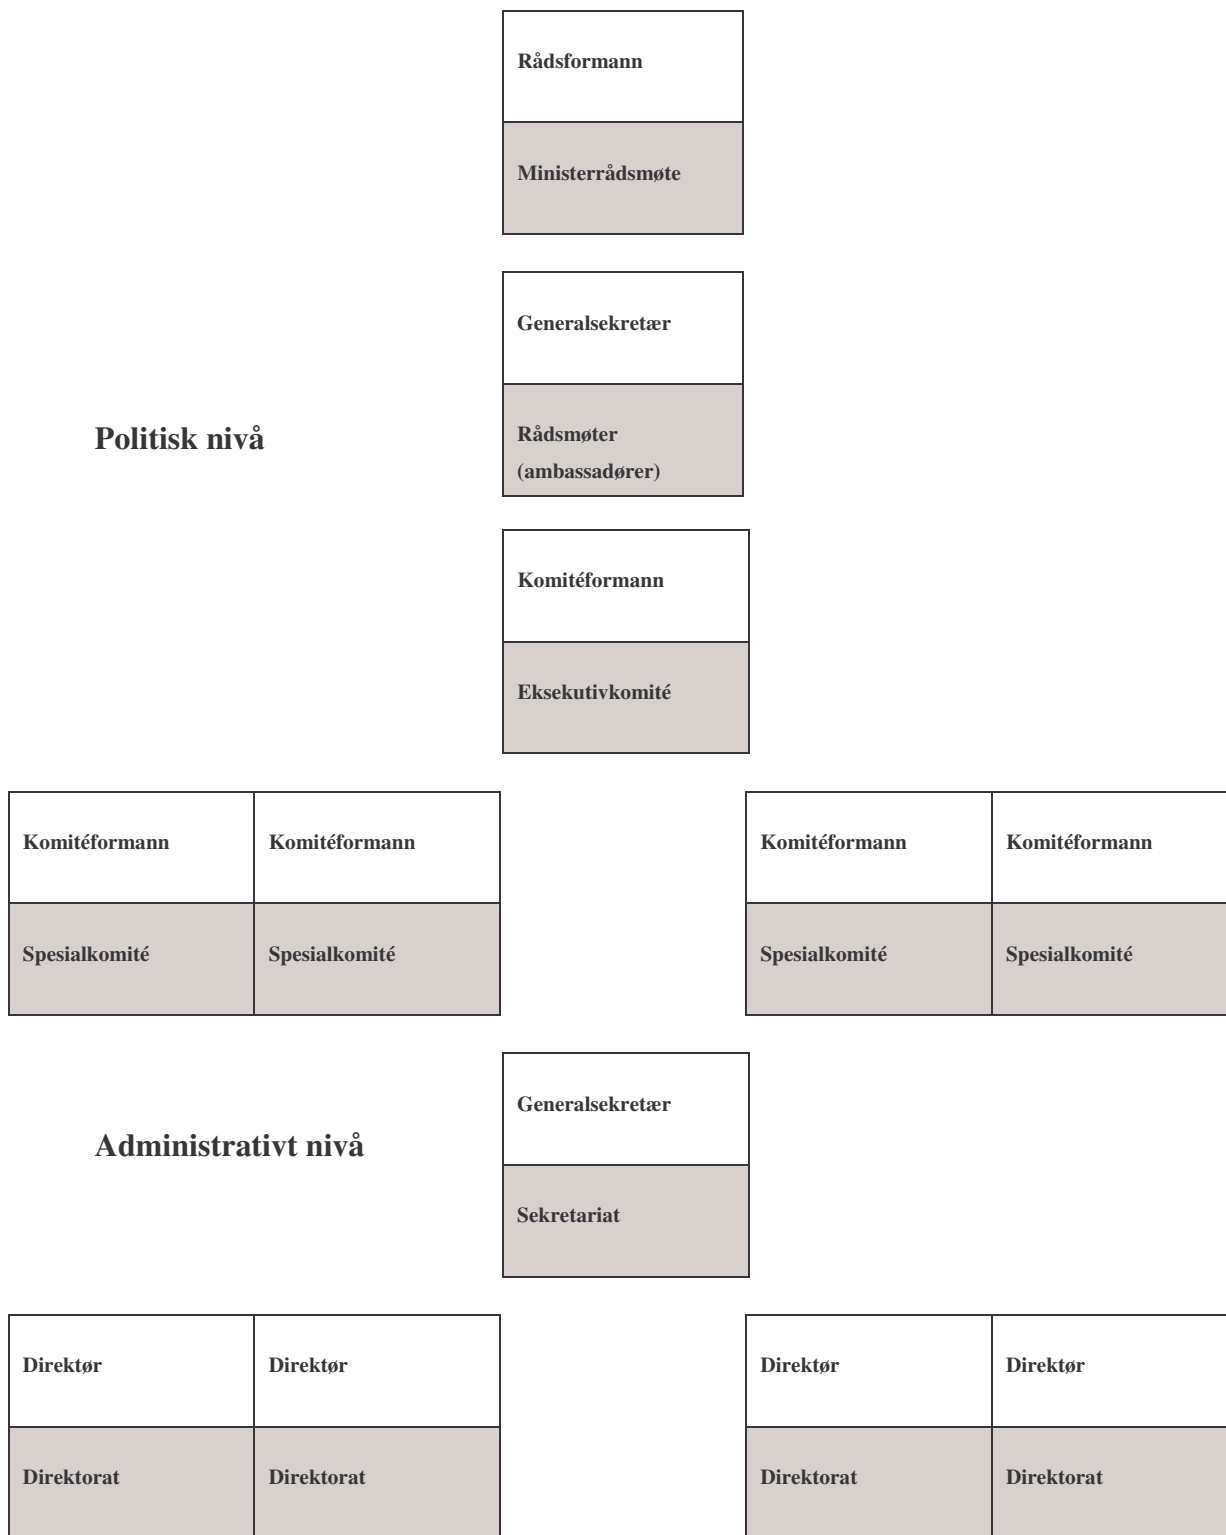 Rådsformann
Ministerrådsmøte
Generalsekretær
Politisk nivå
Rådsmøter
(ambassadører)
Komitéformann
Eksekutivkomité
Komitéformann
Komitéformann
Komitéformann
Komitéformann
Spesialkomité
Spesialkomité
Spesialkomité
Spesialkomité
Generalsekretær
Administrativt nivå
Sekretariat
Direktør
Direktør
Direktør
Direktør
Direktorat
Direktorat
Direktorat
Direktorat